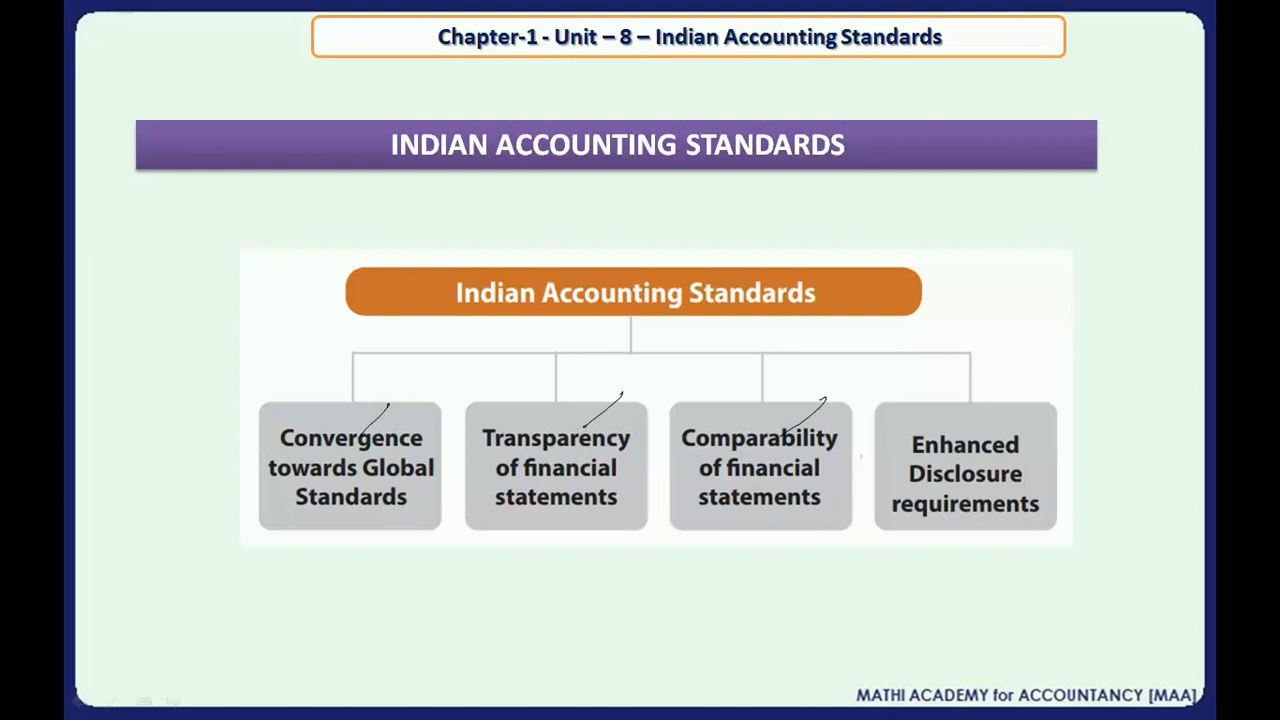 Chapter-1 - Unit – 8 – Indian Accounting Standards
INDIAN ACCOUNTING STANDARDS
Indian Accounting Standards
Convergence
towards Global
Standards
Transparency
of financial
statements
Comparability
of financial
statements
Enhanced
Disclosure
requirements
MATHI ACADEMY for ACCOUNTANCY [MAA]